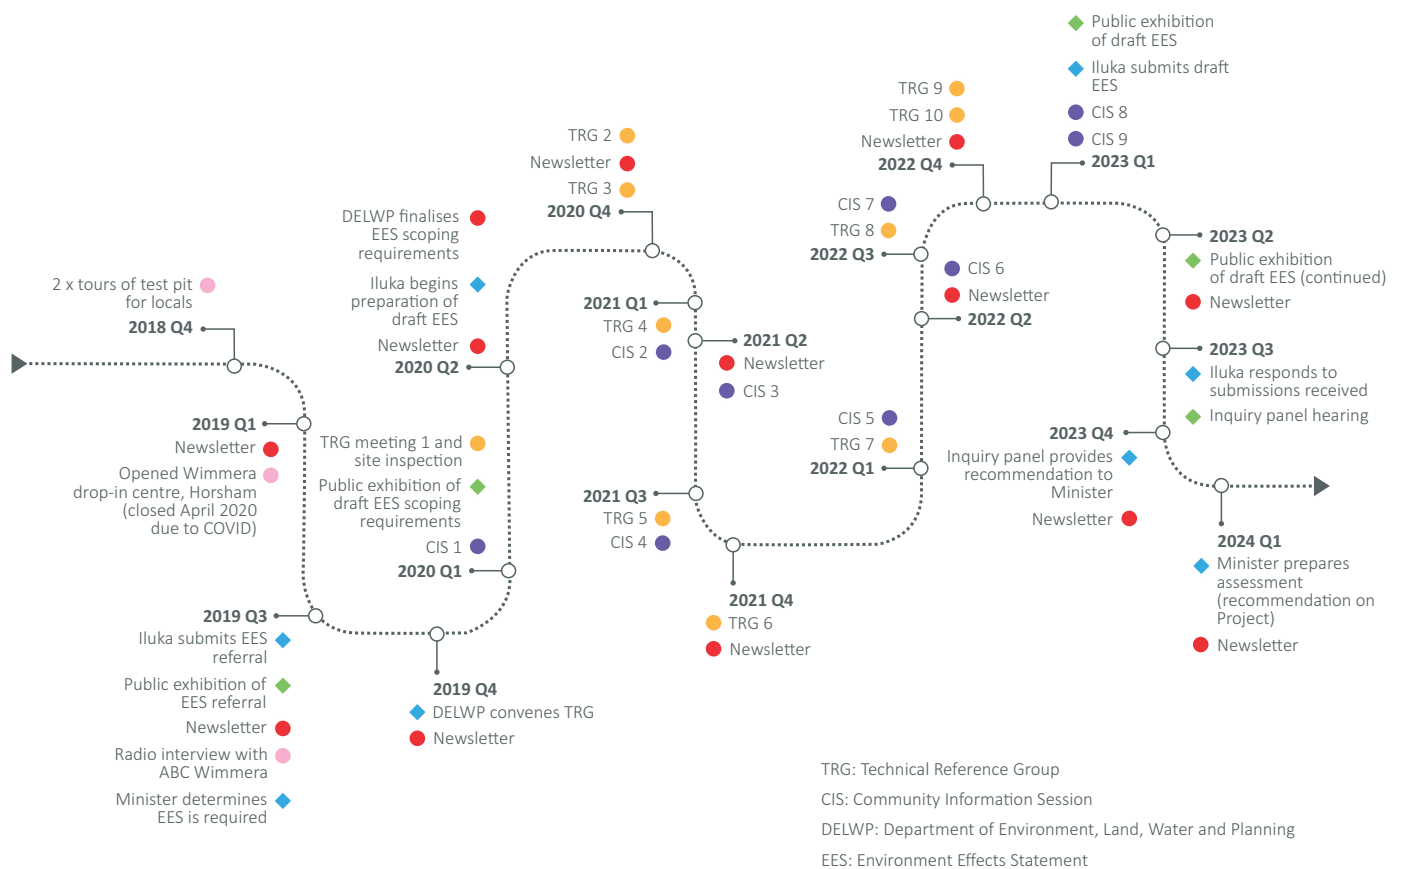 2 x tours of test pit
for locals
2018 Q4
2019 Q1
Newsletter
Opened Wimmera
drop-in centre, Horsham
(closed April 2020
due to COVID)
2019 Q3
Iluka submits EES
referral
Public exhibition of
EES referral
Newsletter
Radio interview with
ABC Wimmera
Minister determines
EES is required
2019 Q4
DELWP convenes TRG
Newsletter
TRG meeting 1 and
site inspection
Public exhibition of
draft EES scoping
requirements
CIS 1
2020 Q1
DELWP finalises
EES scoping
requirements
Iluka begins
preparation of
draft EES
Newsletter
2020 Q2
TRG 2
Newsletter
TRG 3
2020 Q4
2021 Q1
TRG 4
CIS 2
2021 Q2
Newsletter
CIS 3
2021 Q3
TRG 5
CIS 4
2021 Q4
TRG 6
Newsletter
CIS 5
TRG 7
2022 Q1
CIS 6
Newsletter
2022 Q2
CIS 7
TRG 8
2022 Q3
TRG 9
TRG 10
Newsletter
2022 Q4
Public exhibition
of draft EES
Iluka submits draft
EES
CIS 8
CIS 9
2023 Q1
2023 Q2
Public exhibition
of draft EES (continued)
Newsletter
2023 Q3
Iluka responds to
submissions received
Inquiry panel hearing
2023 Q4
Inquiry panel provides
recommendation to
Minister
Newsletter
2024 Q1
Minister prepares
assessment
(recommendation on
Project)
Newsletter
TRG: Technical Reference Group
CIS: Community Information Session
DELWP: Department of Environment, Land, Water and Planning
EES: Environment Effects Statement